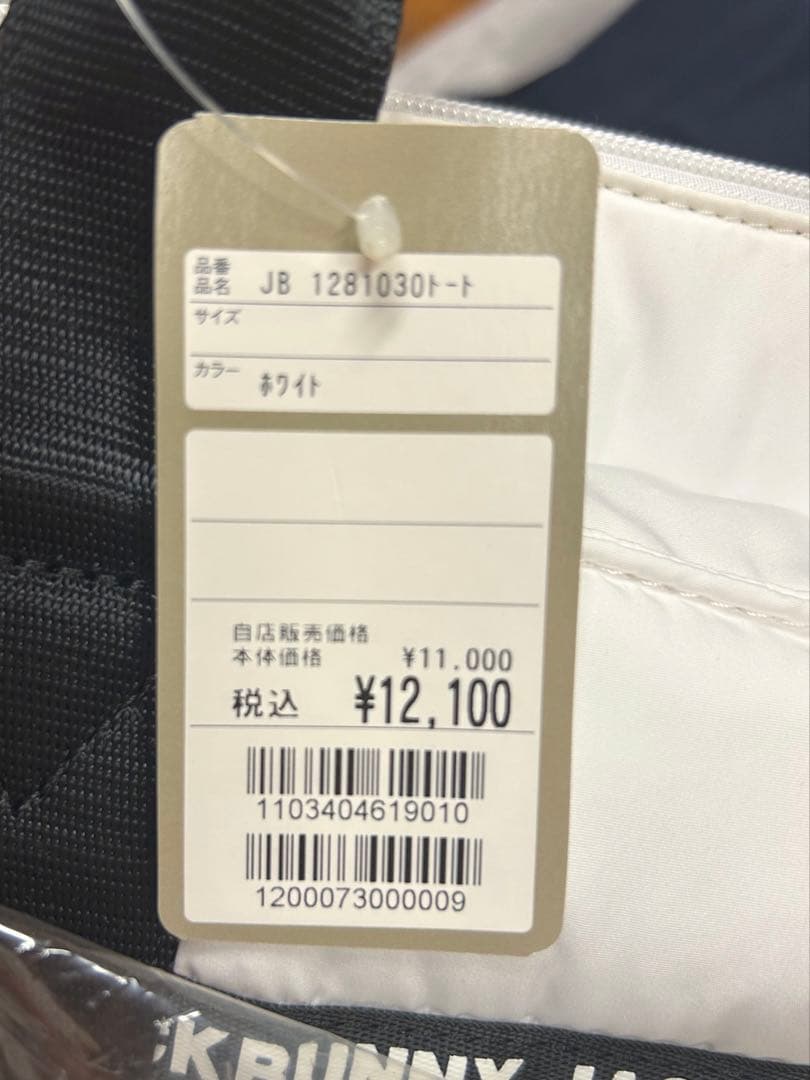 品番
品名 JB 1281030ﾄｰﾄ
サイズ
カラー ﾎﾜｲﾄ
自店販売価格
本体価格 ¥11.000
税込 ¥12,100
1103404619010
1200073000009
CKBUNNY JAC